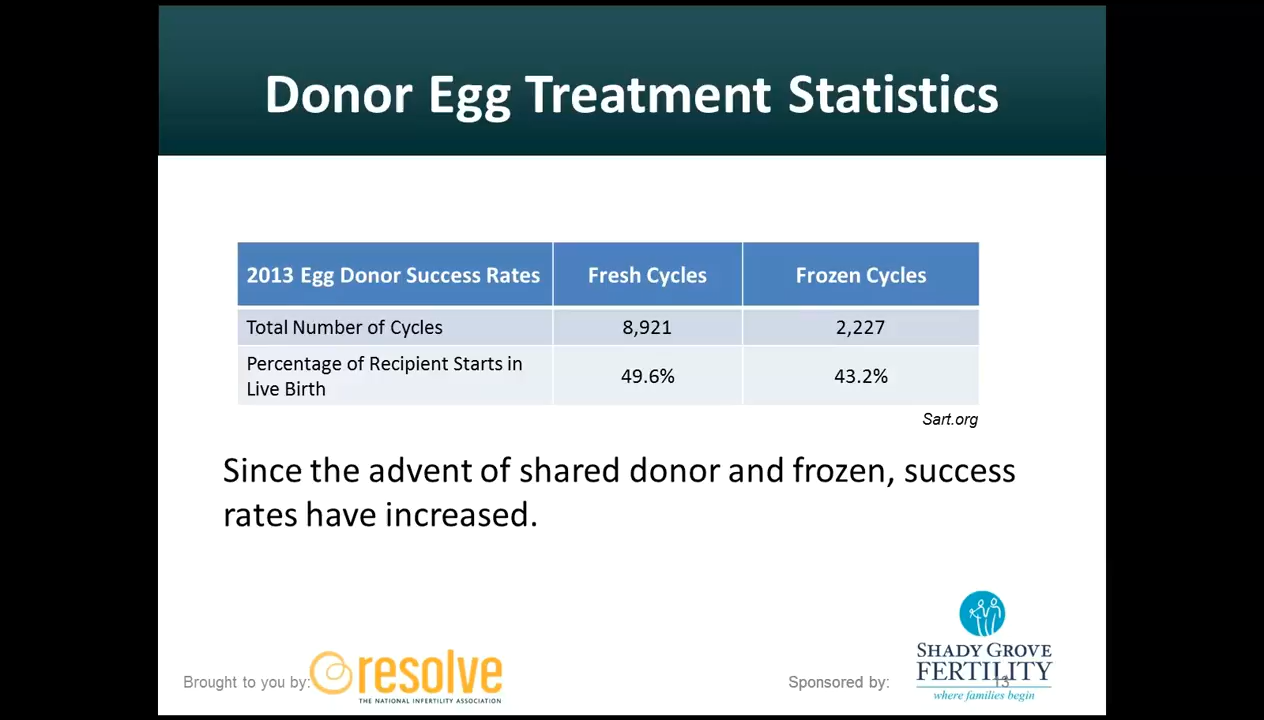 Donor Egg Treatment Statistics
2013 Egg Donor Success Rates Fresh Cycles Frozen Cycles
Total Number of Cycles 8,921 2,227
Percentage of Recipient Starts in
Live Birth 49.6% 43.2%
Sart.org
Since the advent of shared donor and frozen, success
rates have increased.
Brought to you by:
resolve
THE NATIONAL INFERTILITY ASSOCIATION
Sponsored by:
SHADY GROVE
FERTILITY
13
where families begin